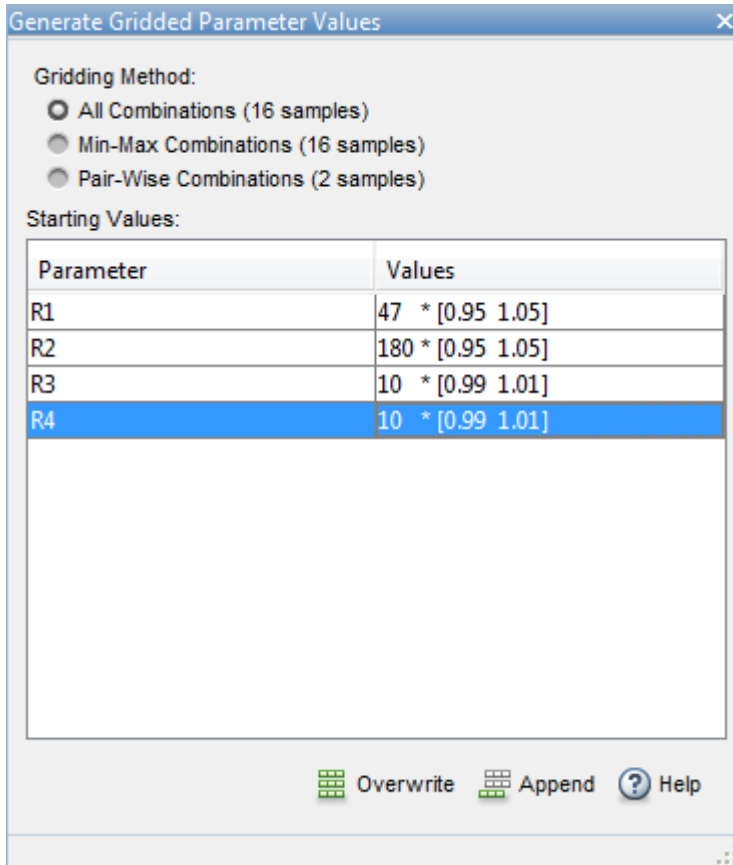 Generate Gridded Parameter Values
Gridding Method:
All Combinations (16 samples)
Min-Max Combinations (16 samples)
Pair-Wise Combinations (2 samples)
Starting Values:
Parameter Values
R1 47 * [0.95 1.05]
R2 180 * [0.95 1.05]
R3 10 * [0.99 1.01]
R4 10 * [0.99 1.01]
Overwrite Append Help